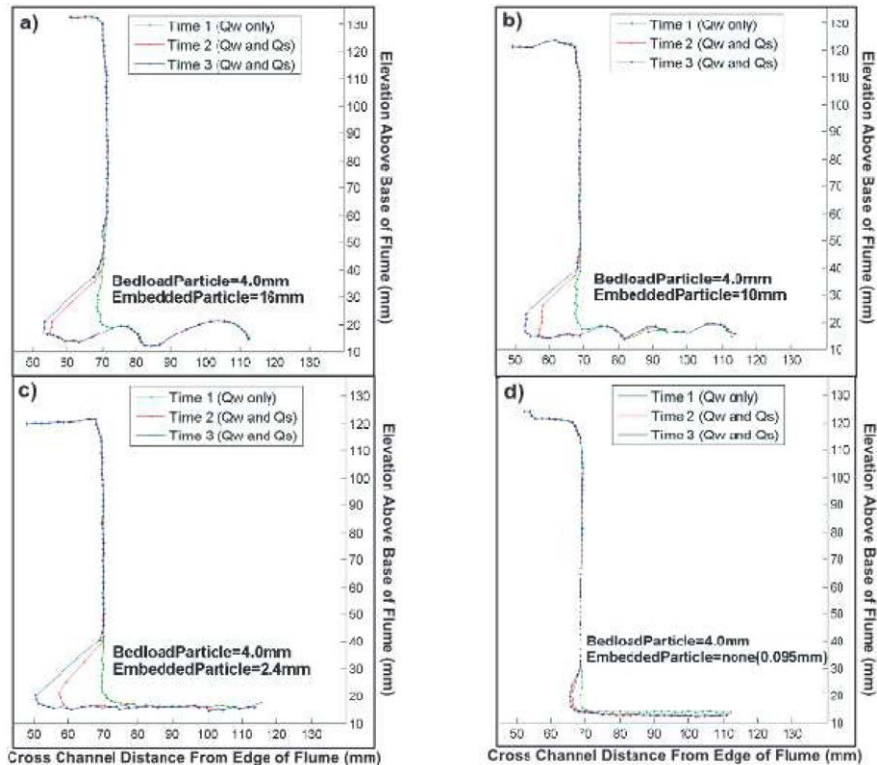 a)
Time 1 (Qw only)
Time 2 (Qw and Qs)
Time 3 (Qw and Qs)
130
120
110
100
90
80
70
60
50
40
30
20
10
Elevation Above Base of Flume (mm)
BedloadParticle=4.0mm
EmbeddedParticle=16mm
50 60 70 80 90 100 110 120 130
b)
Time 1 (Qw only)
Time 2 (Qw and Qs)
Time 3 (Qw and Qs)
130
120
110
100
90
80
70
60
50
40
30
20
10
Elevation Above Base of Flume (mm)
BedloadParticle=4.0mm
EmbeddedParticle=10mm
50 60 70 80 90 100 110 120 130
c)
Time 1 (Qw only)
Time 2 (Qw and Qs)
Time 3 (Qw and Qs)
130
120
110
100
90
80
70
60
50
40
30
20
10
Elevation Above Base of Flume (mm)
BedloadParticle=4.0mm
EmbeddedParticle=2.4mm
50 60 70 80 90 100 110 120 130
Cross Channel Distance From Edge of Flume (mm)
d)
Time 1 (Qw only)
Time 2 (Qw and Qs)
Time 3 (Qw and Qs)
130
120
110
100
90
80
70
60
50
40
30
20
10
Elevation Above Base of Flume (mm)
BedloadParticle=4.0mm
EmbeddedParticle=none(0.095mm)
50 60 70 80 90 100 110 120 130
Cross Channel Distance From Edge of Flume (mm)